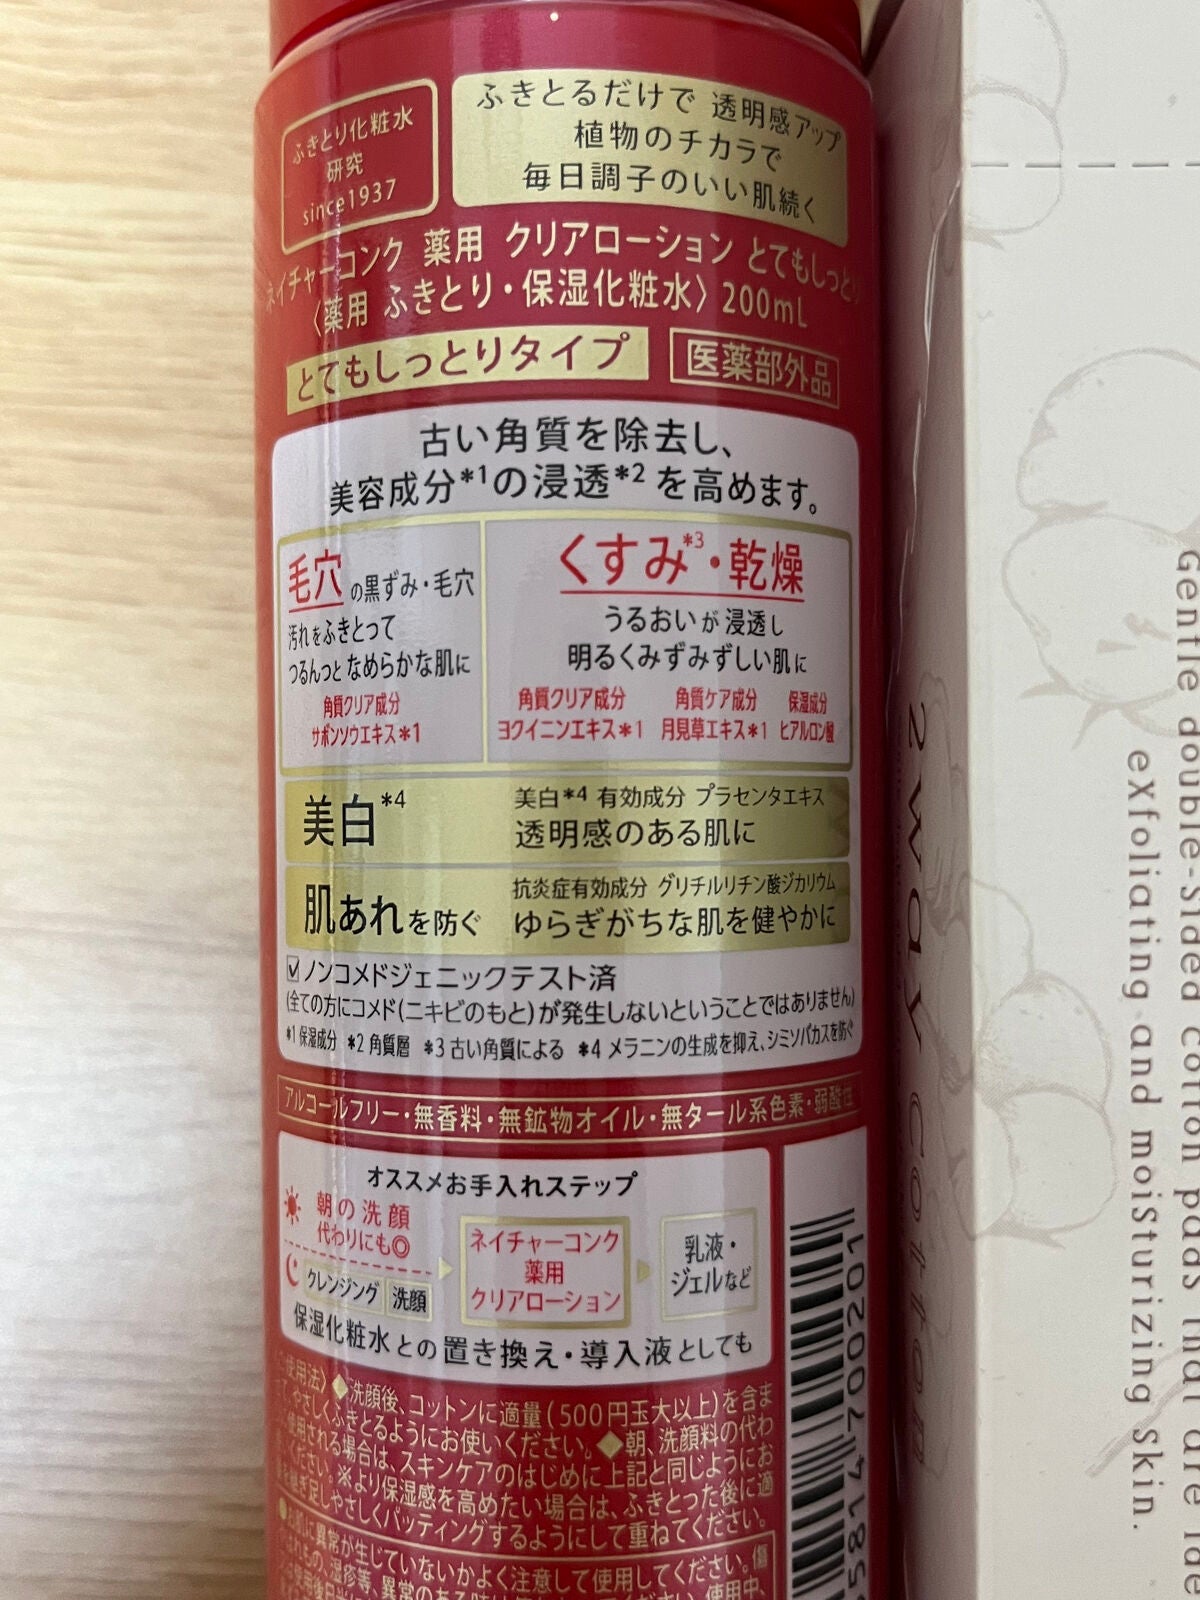 ふきとり化粧水
研究
since1937
ふきとるだけで 透明感アップ
植物のチカラで
毎日調子のいい肌続く
ネイチャーコンク 薬用 クリアローション とてもしっとり
〈薬用 ふきとり・保湿化粧水〉200mL
とてもしっとりタイプ
医薬部外品
古い角質を除去し、
美容成分*1の浸透*2を高めます。
毛穴の黒ずみ・毛穴
汚れをふきとって
つるんっとなめらかな肌に
角質クリア成分
サボンソウエキス*1
くすみ*3・乾燥
うるおいが浸透し
明るくみずみずしい肌に
角質クリア成分 角質ケア成分 保湿成分
ヨクイニンエキス*1 月見草エキス*1 ヒアルロン酸
美白*4
美白*4 有効成分 プラセンタエキス
透明感のある肌に
肌あれを防ぐ
抗炎症有効成分 グリチルリチン酸ジカリウム
ゆらぎがちな肌を健やかに
ノンコメドジェニックテスト済
(全ての方にコメド(ニキビのもと)が発生しないということではありません)
*1 保湿成分 *2 角質層 *3 古い角質による *4 メラニンの生成を抑え、シミソバカスを防ぐ
アルコールフリー・無香料・無鉱物オイル・無タール系色素・弱酸性
オススメお手入れステップ
朝の洗顔
代わりにも◎
クレンジング 洗顔
ネイチャーコンク
薬用
クリアローション
乳液・
ジェルなど
保湿化粧水との置き換え・導入液としても
使用法〉◆洗顔後、コットンに適量(500円玉大以上)を含ま
やさしくふきとるようにお使いください。◆朝、洗顔料の代わ
使用される場合は、スキンケアのはじめに上記と同じようにお
ください。※より保湿感を高めたい場合は、ふきとった後に適
継ぎ足しやさしくパッティングするようにして重ねてください。
●お肌に異常が生じていないかよく注意して使用してください。傷
はれもの、湿疹等、異常のある
使用中、
5814700201
2way cotton
Gentle double-sided cotton pads that are idea
exfoliating and moisturizing skin.